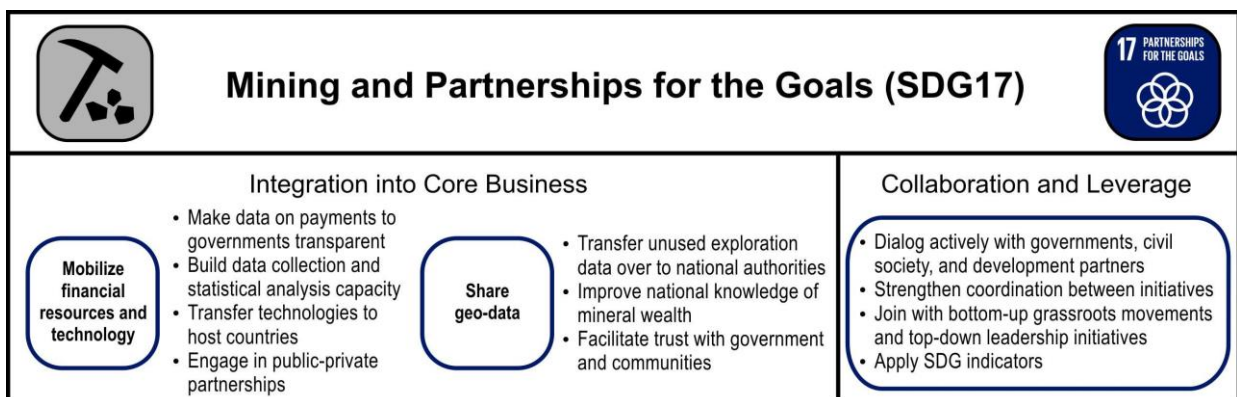 Mining and Partnerships for the Goals (SDG17)
17 PARTNERSHIPS
FOR THE GOALS
Integration into Core Business
Mobilize
financial
resources and
technology
• Make data on payments to
governments transparent
• Build data collection and
statistical analysis capacity
• Transfer technologies to
host countries
• Engage in public-private
partnerships
Share
geo-data
• Transfer unused exploration
data over to national authorities
• Improve national knowledge of
mineral wealth
• Facilitate trust with government
and communities
Collaboration and Leverage
• Dialog actively with governments, civil
society, and development partners
• Strengthen coordination between initiatives
• Join with bottom-up grassroots movements
and top-down leadership initiatives
• Apply SDG indicators